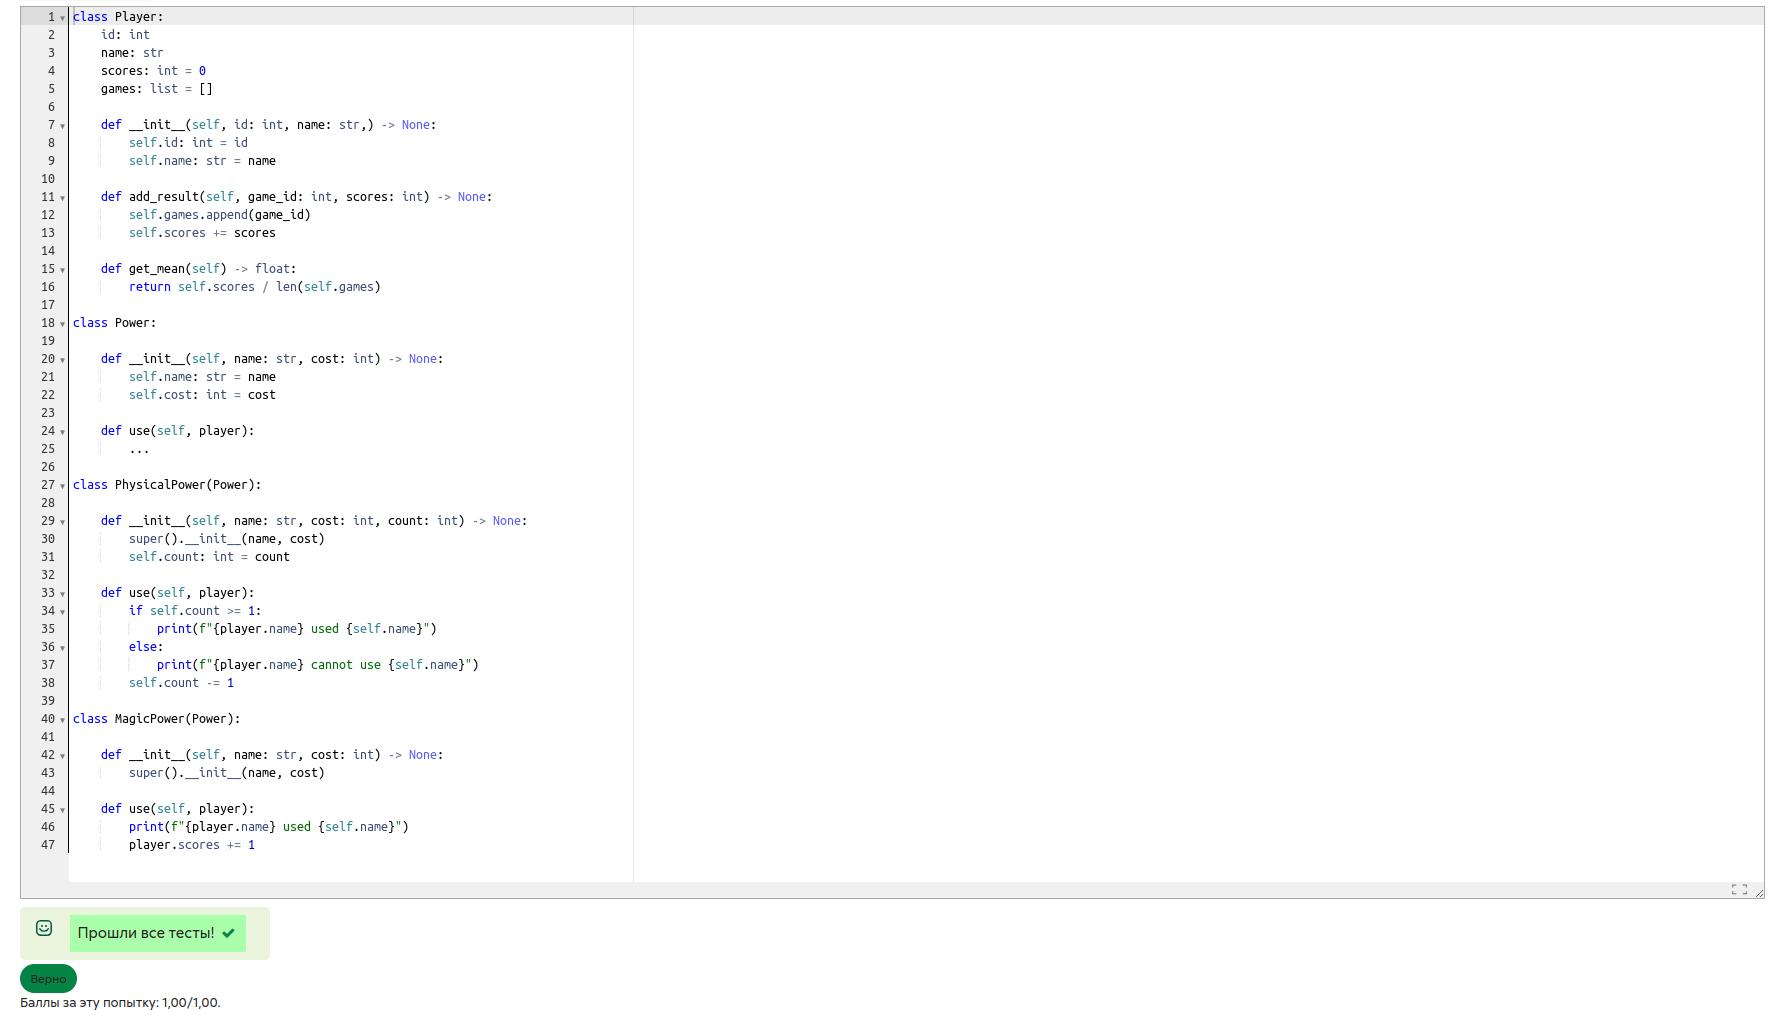 1 class Player:
2     id: int
3     name: str
4     scores: int = 0
5     games: list = []
6
7     def __init__(self, id: int, name: str,) -> None:
8         self.id: int = id
9         self.name: str = name
10
11     def add_result(self, game_id: int, scores: int) -> None:
12         self.games.append(game_id)
13         self.scores += scores
14
15     def get_mean(self) -> float:
16         return self.scores / len(self.games)
17
18 class Power:
19
20     def __init__(self, name: str, cost: int) -> None:
21         self.name: str = name
22         self.cost: int = cost
23
24     def use(self, player):
25         ...
26
27 class PhysicalPower(Power):
28
29     def __init__(self, name: str, cost: int, count: int) -> None:
30         super().__init__(name, cost)
31         self.count: int = count
32
33     def use(self, player):
34         if self.count >= 1:
35             print(f"{player.name} used {self.name}")
36         else:
37             print(f"{player.name} cannot use {self.name}")
38         self.count -= 1
39
40 class MagicPower(Power):
41
42     def __init__(self, name: str, cost: int) -> None:
43         super().__init__(name, cost)
44
45     def use(self, player):
46         print(f"{player.name} used {self.name}")
47         player.scores += 1
Прошли все тесты!
Верно
Баллы за эту попытку: 1,00/1,00.